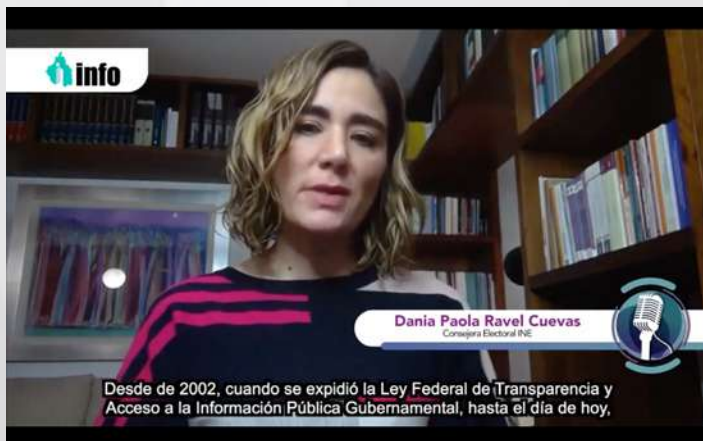 info
Dania Paola Ravel Cuevas
Consejera Electoral INE
Desde de 2002, cuando se expidió la Ley Federal de Transparencia y
Acceso a la Información Pública Gubernamental, hasta el día de hoy,